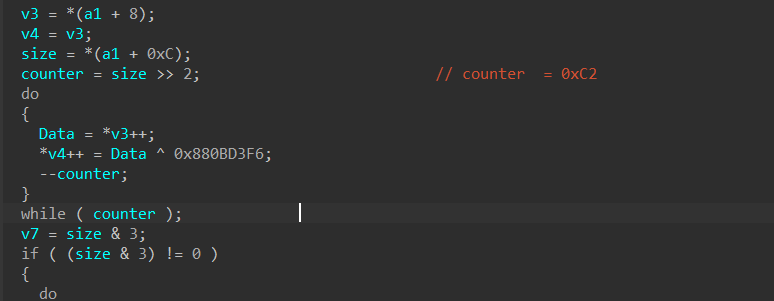 v3 = *(a1 + 8);
v4 = v3;
size = *(a1 + 0xC);
counter = size >> 2; // counter  = 0xC2
do
{
  Data = *v3++;
  *v4++ = Data ^ 0x880BD3F6;
  --counter;
}
while ( counter );
v7 = size & 3;
if ( (size & 3) != 0 )
{
  do